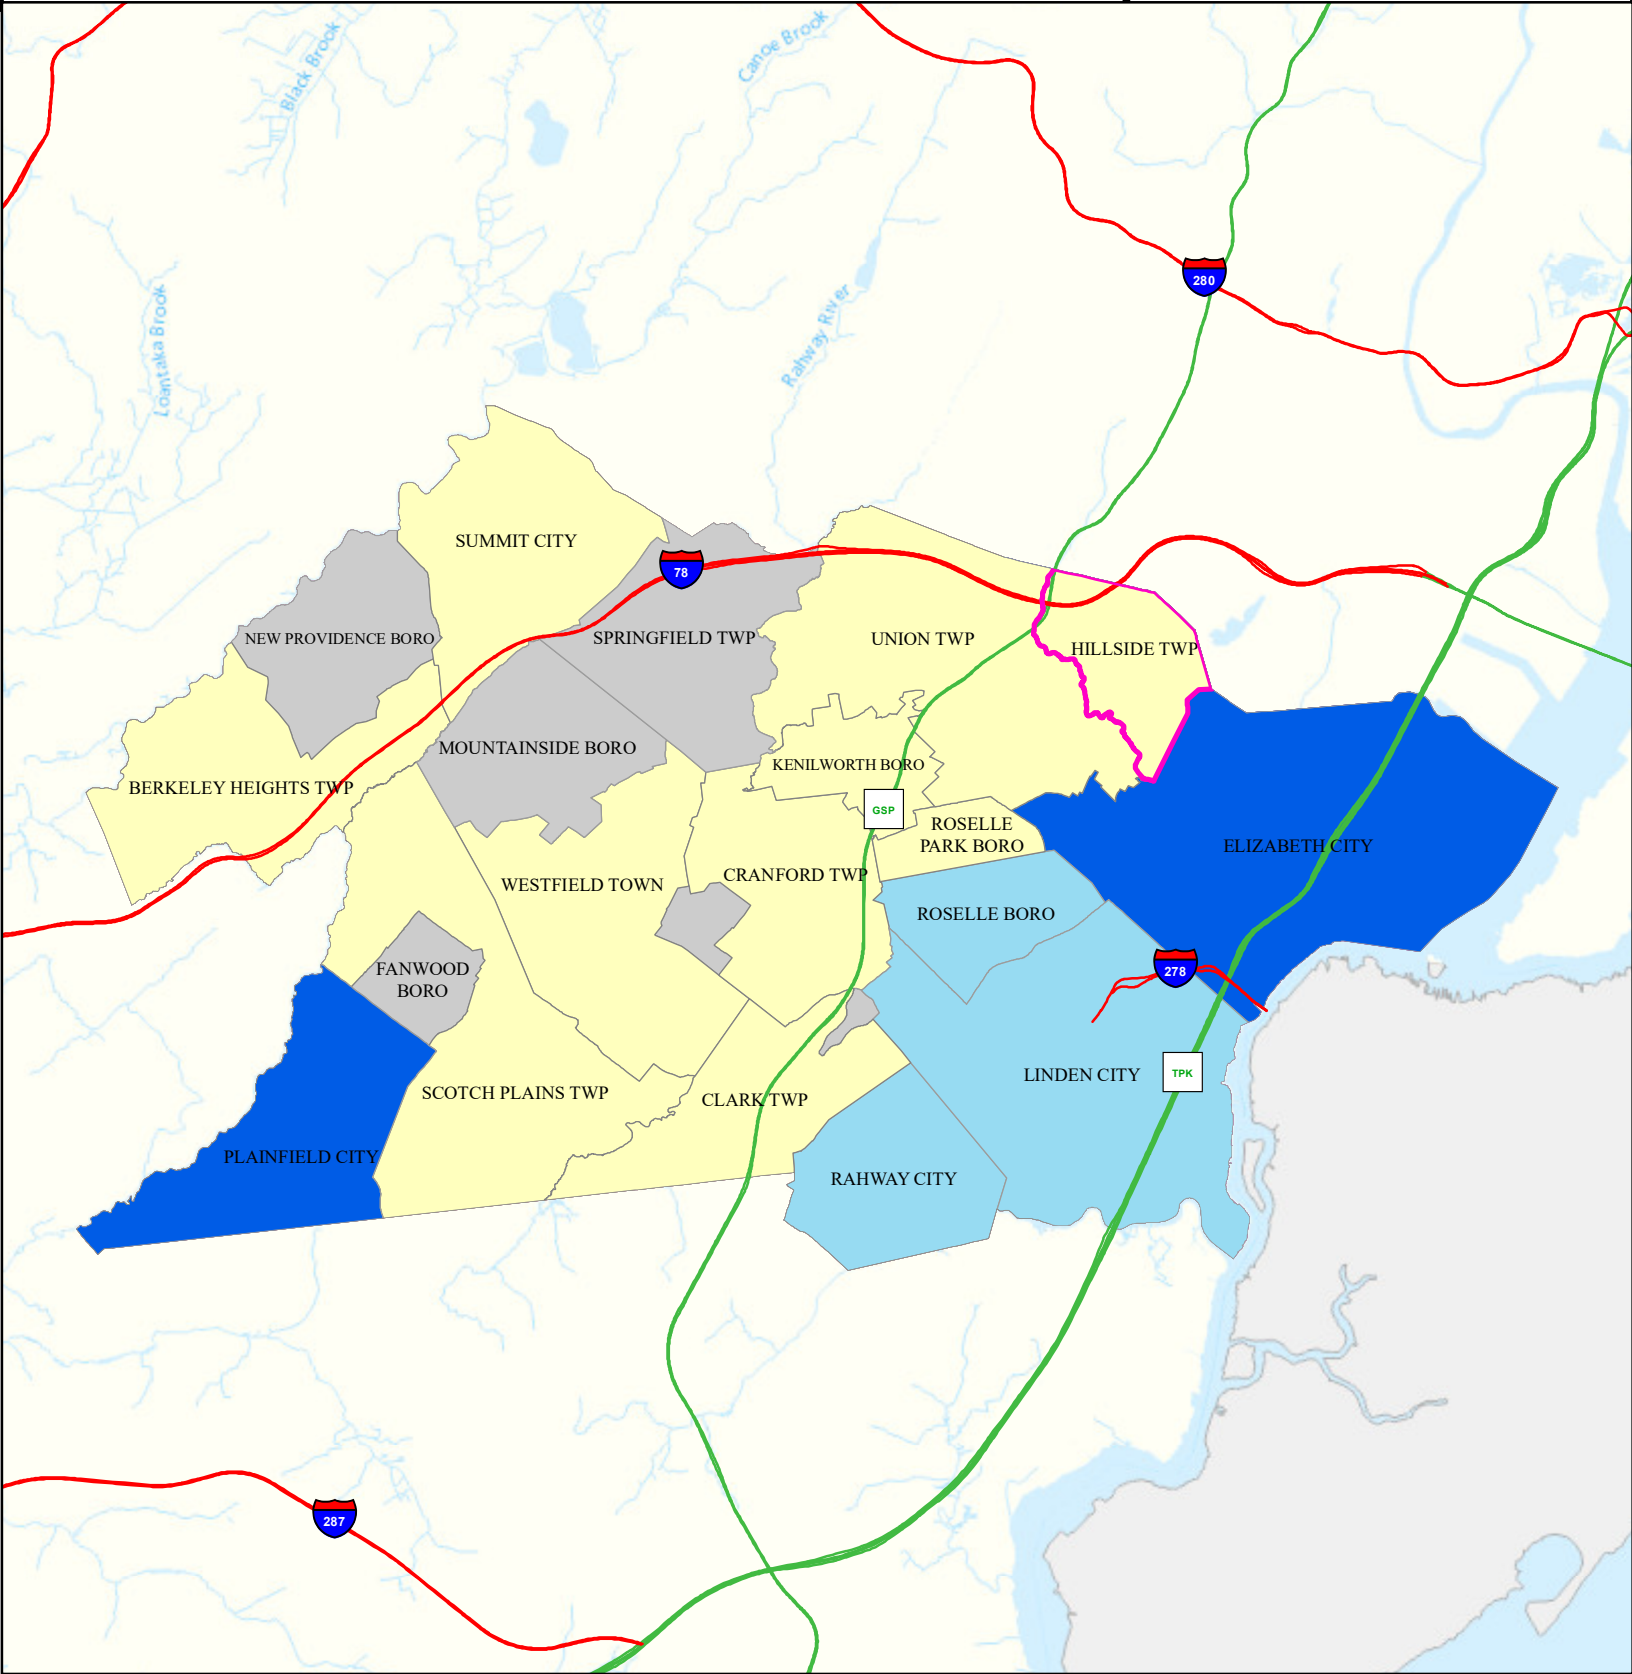 Black Brook
Canoe Brook
280
Loantaka Brook
Rahway River
SUMMIT CITY
78
NEW PROVIDENCE BORO
SPRINGFIELD TWP
UNION TWP
HILLSIDE TWP
MOUNTAINSIDE BORO
KENILWORTH BORO
BERKELEY HEIGHTS TWP
GSP
ROSELLE
PARK BORO
ELIZABETH CITY
WESTFIELD TOWN
CRANFORD TWP
ROSELLE BORO
FANWOOD
BORO
278
LINDEN CITY
TPK
SCOTCH PLAINS TWP
CLARK TWP
PLAINFIELD CITY
RAHWAY CITY
287